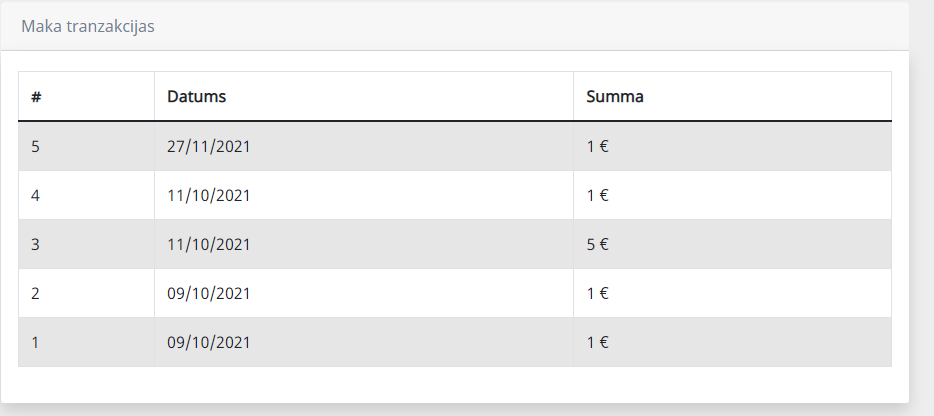 Maka tranzakcijas
# Datums Summa
5 27/11/2021 1 €
4 11/10/2021 1 €
3 11/10/2021 5 €
2 09/10/2021 1 €
1 09/10/2021 1 €